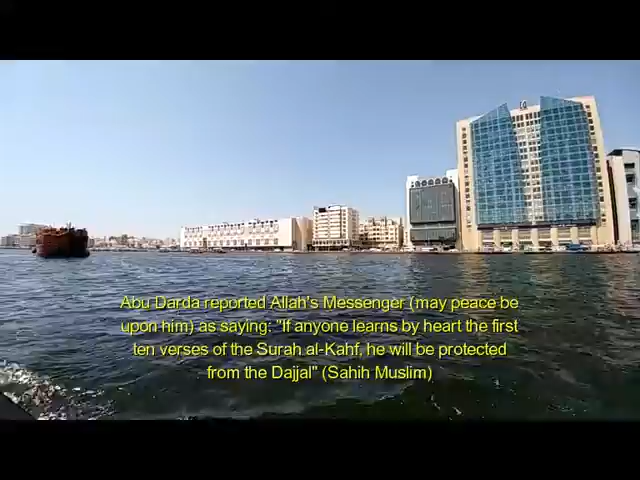 Abu Darda reported Allah's Messenger (may peace be
upon him) as saying: "If anyone learns by heart the first
ten verses of the Surah al-Kahf, he will be protected
from the Dajjal" (Sahih Muslim)